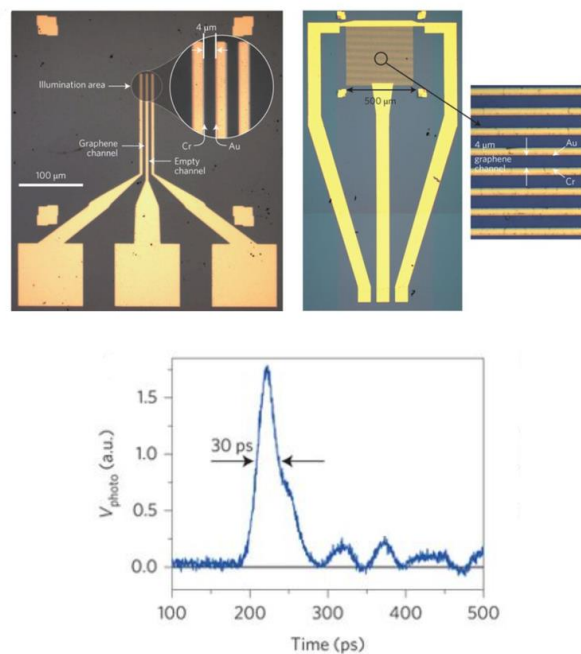 4 μm
Illumination area
Graphene
channel
Empty
channel
Cr
Au
100 μm
500 μm
4 μm
graphene
channel
Au
Cr
30 ps
V_photo (a.u.)
1.5
1.0
0.5
0.0
100 200 300 400 500
Time (ps)